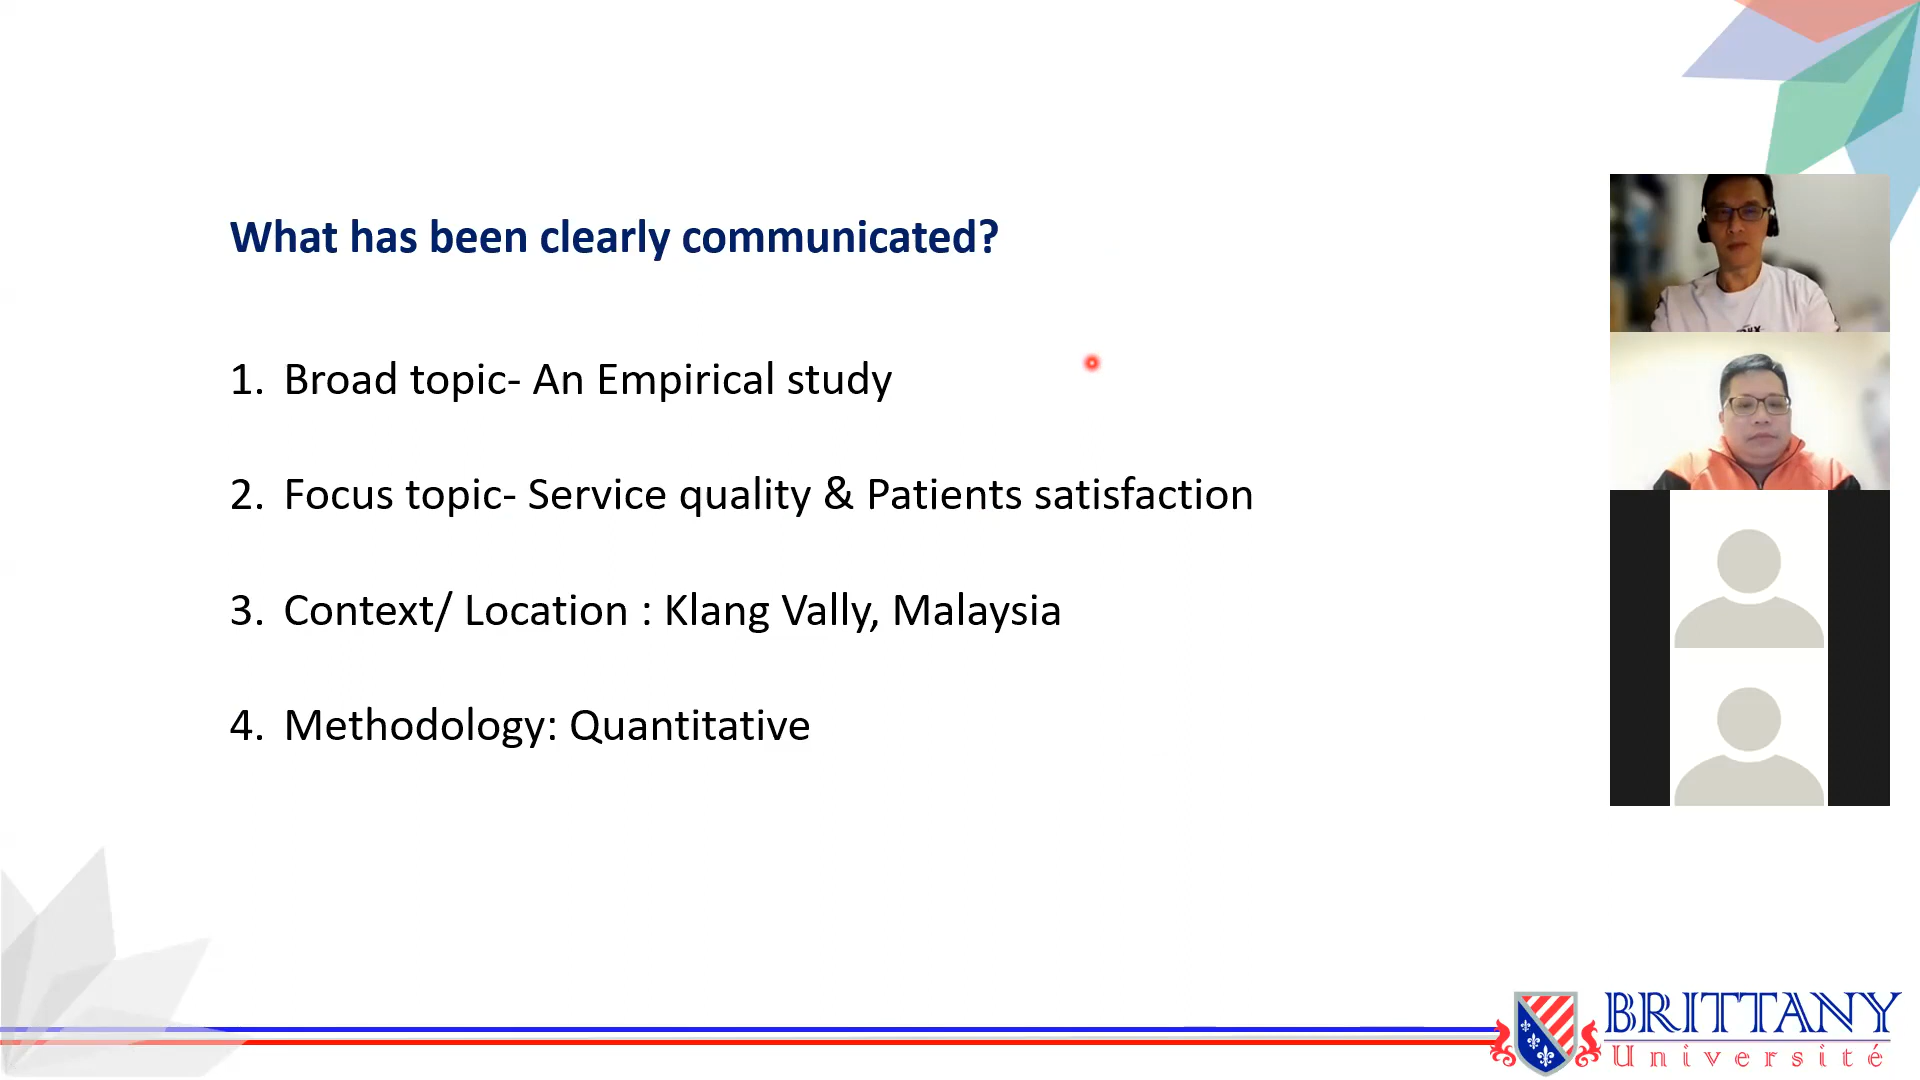 What has been clearly communicated?
1. Broad topic- An Empirical study
2. Focus topic- Service quality & Patients satisfaction
3. Context/ Location : Klang Vally, Malaysia
4. Methodology: Quantitative
BRITTANY
Université